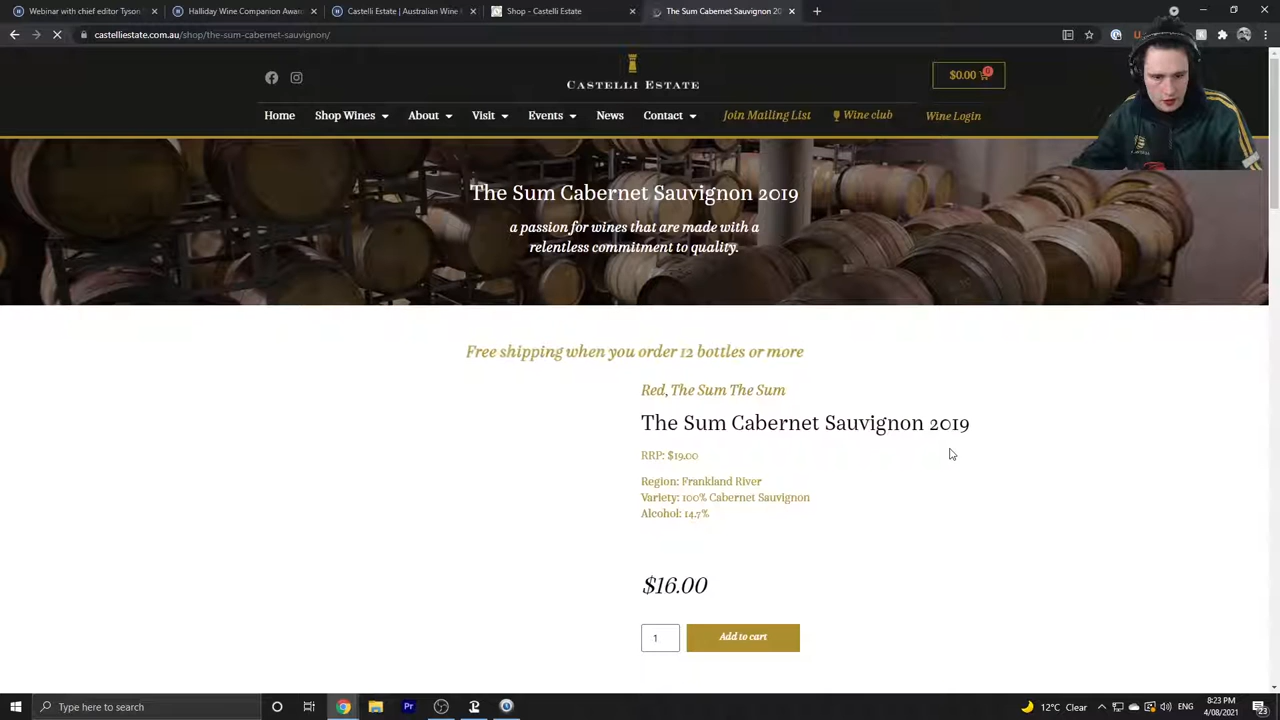 Webinar with chief editor Tyson
Halliday Wine Companion Awar
Castelli Estate | Australian Wine
Shop - Castelli Estate
The Sum Cabernet Sauvignon 20
castelliestate.com.au/shop/the-sum-cabernet-sauvignon/
CASTELLI ESTATE
$0.00 0
Home Shop Wines About Visit Events News Contact Join Mailing List Wine club Wine Login
The Sum Cabernet Sauvignon 2019
a passion for wines that are made with a
relentless commitment to quality.
Free shipping when you order 12 bottles or more
Red, The Sum The Sum
The Sum Cabernet Sauvignon 2019
RRP: $19.00
Region: Frankland River
Variety: 100% Cabernet Sauvignon
Alcohol: 14.7%
$16.00
1 Add to cart
Type here to search
Pr
12°C Clear
8:23 PM
4/08/2021
23